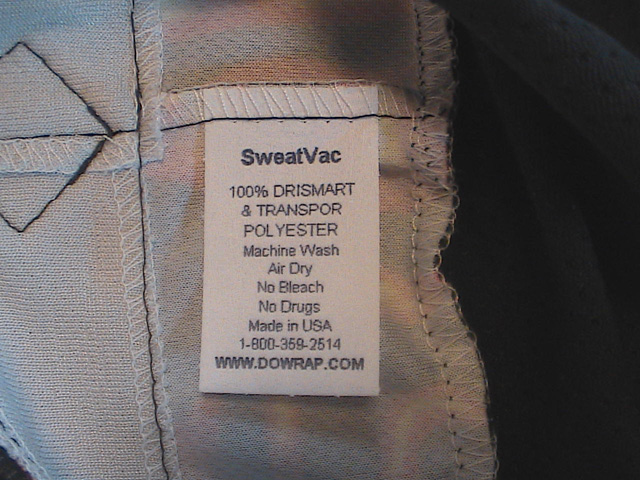 SweatVac
100% DRISMART
& TRANSPOR
POLYESTER
Machine Wash
Air Dry
No Bleach
No Drugs
Made in USA
1-800-359-2514
WWW.DOWRAP.COM